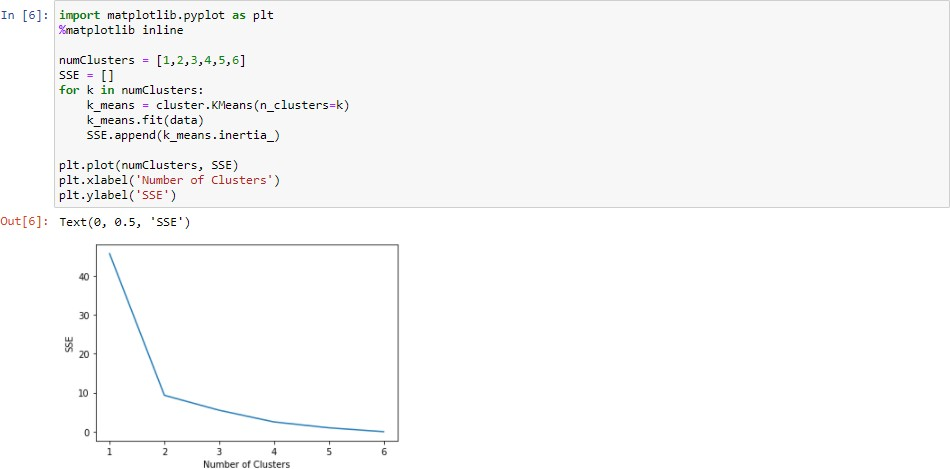 In [6]: import matplotlib.pyplot as plt
%matplotlib inline
numClusters = [1,2,3,4,5,6]
SSE = []
for k in numClusters:
    k_means = cluster.KMeans(n_clusters=k)
    k_means.fit(data)
    SSE.append(k_means.inertia_)
plt.plot(numClusters, SSE)
plt.xlabel('Number of Clusters')
plt.ylabel('SSE')
Out[6]: Text(0, 0.5, 'SSE')
40
30
SSE
20
10
0
1 2 3 4 5 6
Number of Clusters